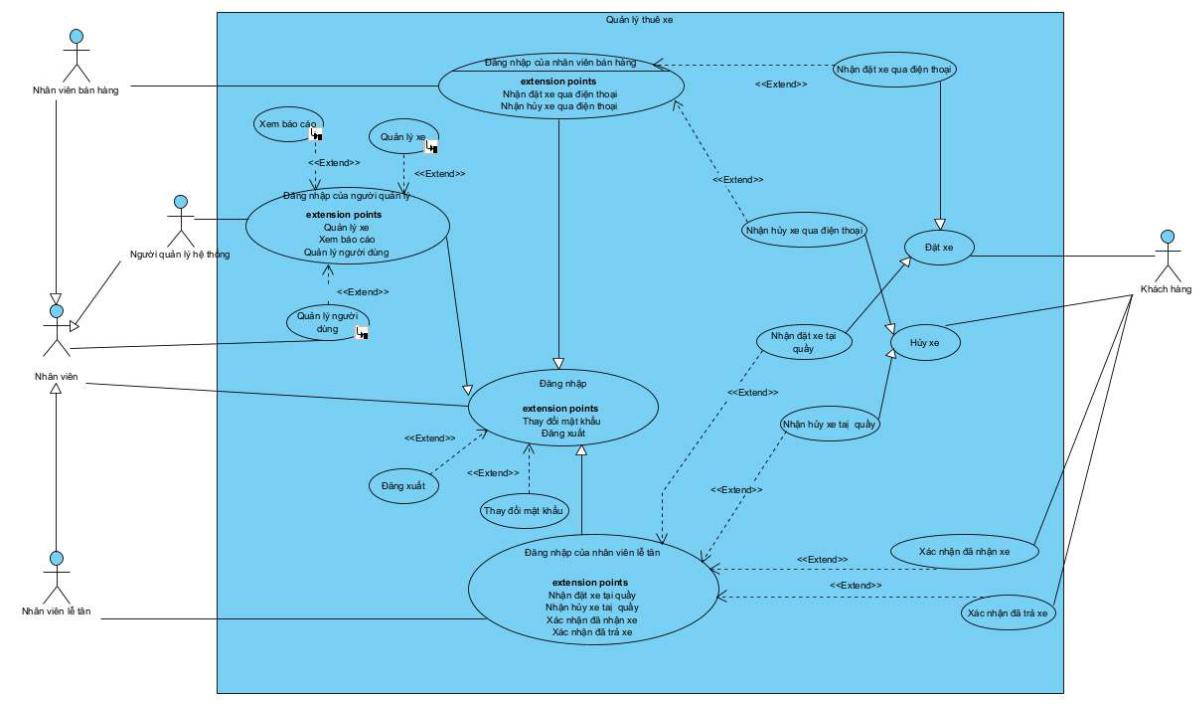 Quản lý thuê xe
Nhân viên bán hàng
Đăng nhập của nhân viên bán hàng
extension points
Nhận đặt xe qua điện thoại
Nhận hủy xe qua điện thoại
<<Extend>>
Nhận đặt xe qua điện thoại
Xem báo cáo
Quản lý xe
<<Extend>>
<<Extend>>
<<Extend>>
Đăng nhập của người quản lý
extension points
Quản lý xe
Xem báo cáo
Quản lý người dùng
Người quản lý hệ thống
Nhận hủy xe qua điện thoại
Đặt xe
Khách hàng
<<Extend>>
Quản lý người
dùng
Nhận đặt xe tại
quầy
Hủy xe
Nhân viên
Đăng nhập
extension points
Thay đổi mật khẩu
Đăng xuất
<<Extend>>
Nhận hủy xe taị quầy
<<Extend>>
<<Extend>>
<<Extend>>
Đăng xuất
Thay đổi mật khẩu
Đăng nhập của nhân viên lễ tân
extension points
Nhận đặt xe tại quầy
Nhận hủy xe taị quầy
Xác nhận đã nhận xe
Xác nhận đã trả xe
<<Extend>>
Xác nhận đã nhận xe
<<Extend>>
Xác nhận đã trả xe
Nhân viên lễ tân